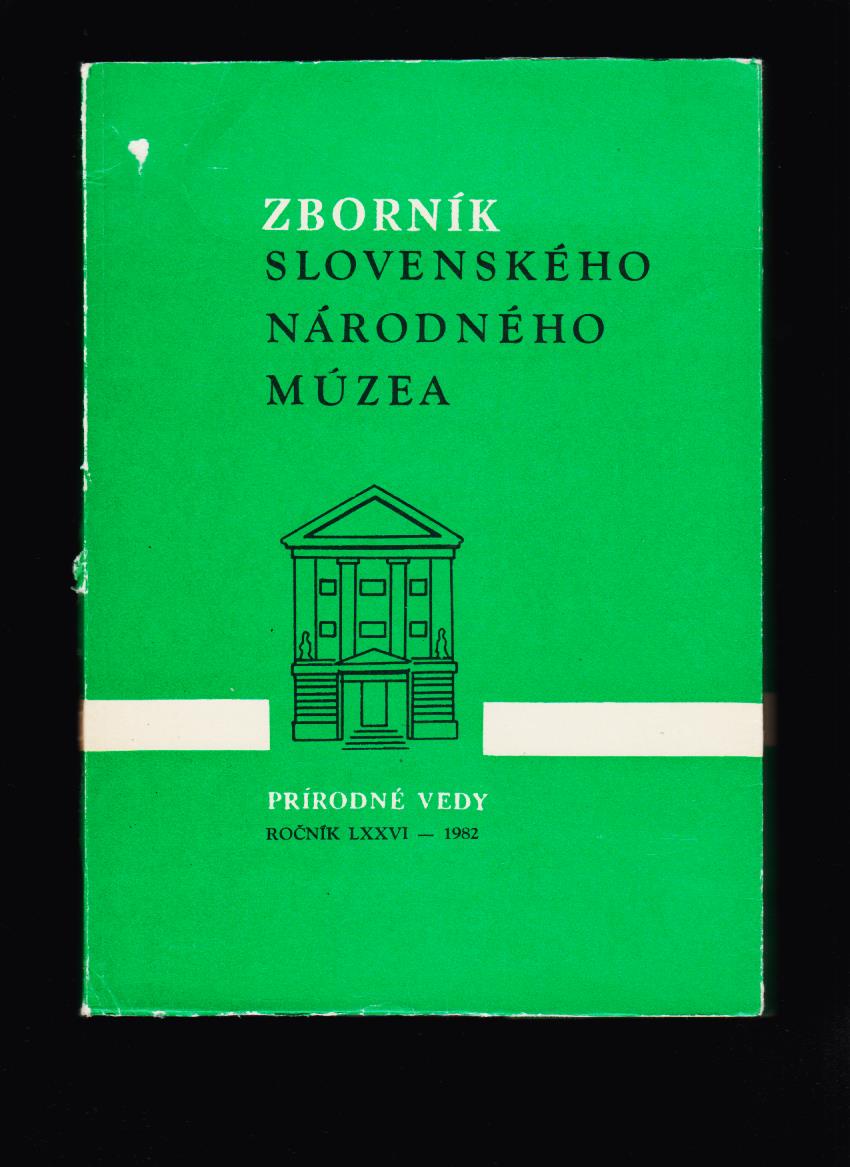 ZBORNÍK
SLOVENSKÉHO
NÁRODNÉHO
MÚZEA
PRÍRODNÉ VEDY
ROČNÍK LXXVI — 1982